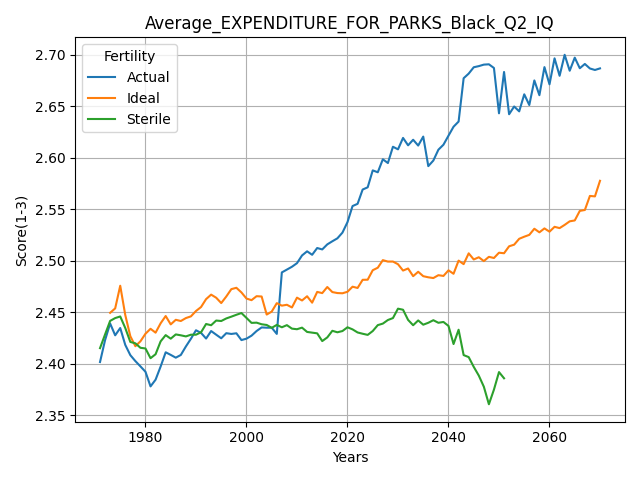 Average_EXPENDITURE_FOR_PARKS_Black_Q2_IQ
Fertility
Actual
Ideal
Sterile
Score(1-3)
2.70
2.65
2.60
2.55
2.50
2.45
2.40
2.35
1980 2000 2020 2040 2060
Years